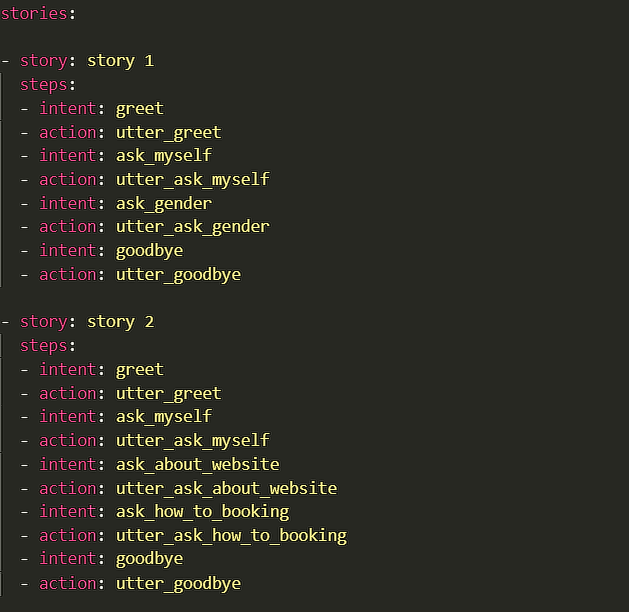 stories:
- story: story 1
steps:
- intent: greet
- action: utter_greet
- intent: ask_myself
- action: utter_ask_myself
- intent: ask_gender
- action: utter_ask_gender
- intent: goodbye
- action: utter_goodbye
- story: story 2
steps:
- intent: greet
- action: utter_greet
- intent: ask_myself
- action: utter_ask_myself
- intent: ask_about_website
- action: utter_ask_about_website
- intent: ask_how_to_booking
- action: utter_ask_how_to_booking
- intent: goodbye
- action: utter_goodbye